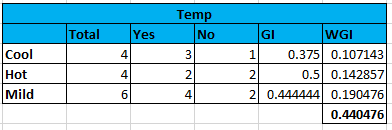 Temp
Total Yes No GI WGI
Cool 4 3 1 0.375 0.107143
Hot 4 2 2 0.5 0.142857
Mild 6 4 2 0.444444 0.190476
0.440476